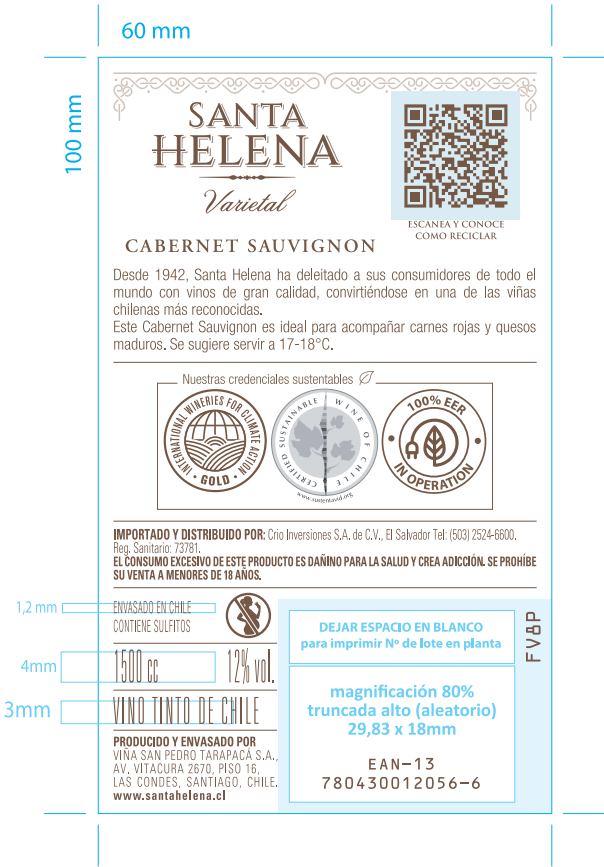 60 mm
100 mm
SANTA
HELENA
Varietal
CABERNET SAUVIGNON
ESCANEA Y CONOCE
COMO RECICLAR
Desde 1942, Santa Helena ha deleitado a sus consumidores de todo el
mundo con vinos de gran calidad, convirtiéndose en una de las viñas
chilenas más reconocidas.
Este Cabernet Sauvignon es ideal para acompañar carnes rojas y quesos
maduros. Se sugiere servir a 17-18°C.
Nuestras credenciales sustentables
INTERNATIONAL WINERIES FOR CLIMATE ACTION
• GOLD •
CERTIFIED SUSTAINABLE WINE OF CHILE
www.sustentavid.org
100% EER
IN OPERATION
IMPORTADO Y DISTRIBUIDO POR: Crio Inversiones S.A. de C.V., El Salvador Tel: (503) 2524-6600.
Reg. Sanitario: 73781.
EL CONSUMO EXCESIVO DE ESTE PRODUCTO ES DAÑINO PARA LA SALUD Y CREA ADICCIÓN. SE PROHÍBE
SU VENTA A MENORES DE 18 AÑOS.
1,2 mm
ENVASADO EN CHILE
CONTIENE SULFITOS
4mm
1500 cc 12% vol.
3mm
VINO TINTO DE CHILE
PRODUCIDO Y ENVASADO POR
VIÑA SAN PEDRO TARAPACÁ S.A.,
AV. VITACURA 2670, PISO 16,
LAS CONDES, SANTIAGO, CHILE.
www.santahelena.cl
DEJAR ESPACIO EN BLANCO
para imprimir Nº de lote en planta
FV&P
magnificación 80%
truncada alto (aleatorio)
29,83 x 18mm
EAN-13
780430012056-6